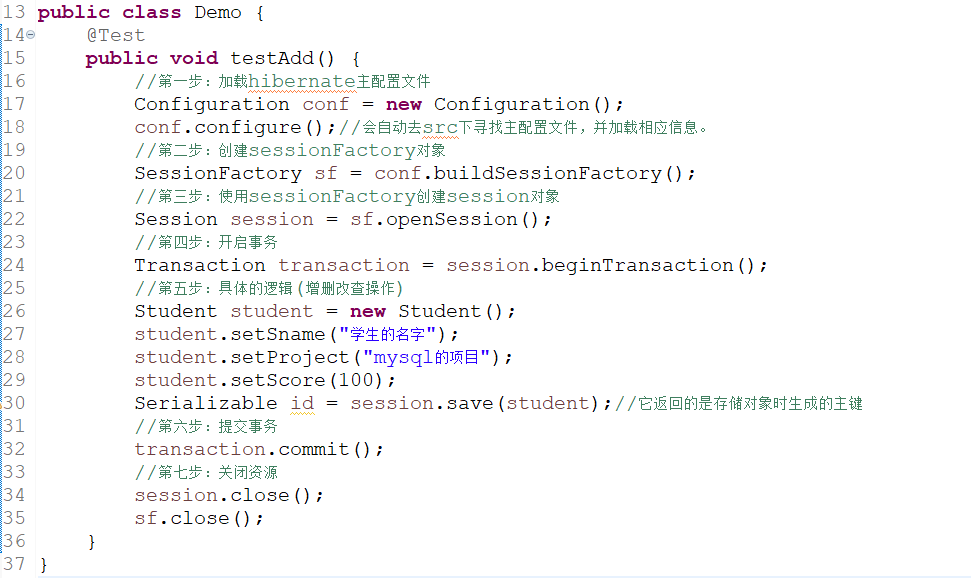 13 public class Demo {
14 @Test
15 public void testAdd() {
16 //第一步：加载hibernate主配置文件
17 Configuration conf = new Configuration();
18 conf.configure();//会自动去src下寻找主配置文件，并加载相应信息。
19 //第二步：创建sessionFactory对象
20 SessionFactory sf = conf.buildSessionFactory();
21 //第三步：使用sessionFactory创建session对象
22 Session session = sf.openSession();
23 //第四步：开启事务
24 Transaction transaction = session.beginTransaction();
25 //第五步：具体的逻辑(增删改查操作)
26 Student student = new Student();
27 student.setSname("学生的名字");
28 student.setProject("mysql的项目");
29 student.setScore(100);
30 Serializable id = session.save(student);//它返回的是存储对象时生成的主键
31 //第六步：提交事务
32 transaction.commit();
33 //第七步：关闭资源
34 session.close();
35 sf.close();
36 }
37 }